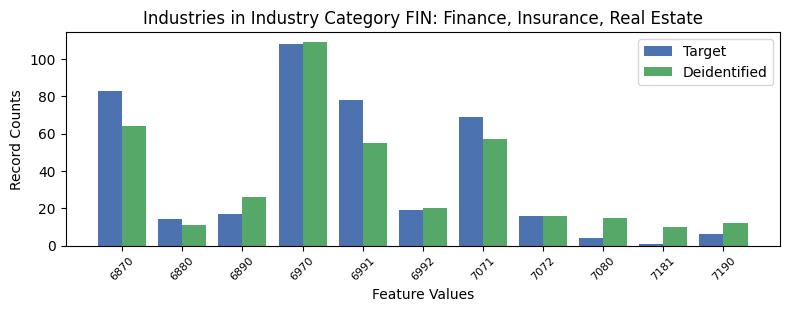 Industries in Industry Category FIN: Finance, Insurance, Real Estate
Target
Deidentified
Record Counts
100
80
60
40
20
0
6870 6880 6890 6970 6991 6992 7071 7072 7080 7181 7190
Feature Values